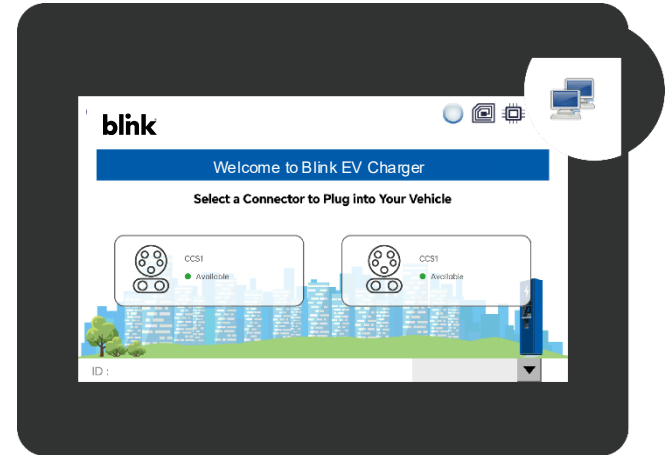 blink
Welcome to Blink EV Charger
Select a Connector to Plug into Your Vehicle
CCS1
Available
CCS1
Available
ID :